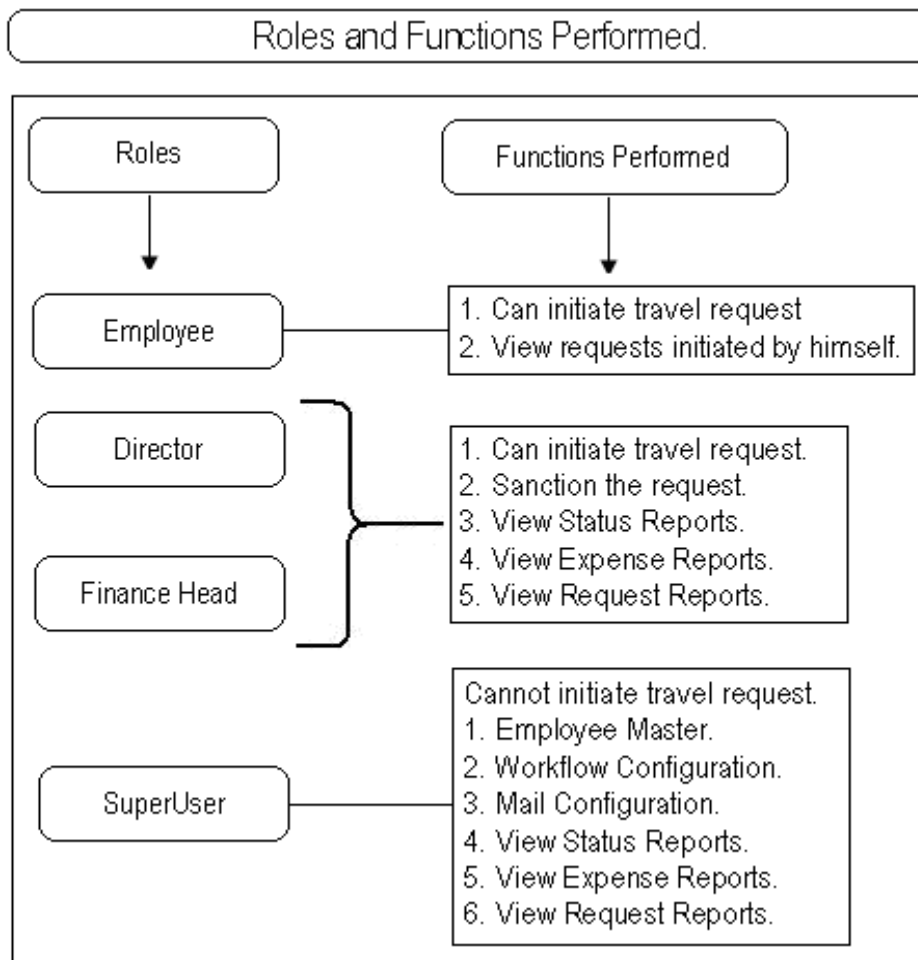 Roles and Functions Performed.
Roles
Functions Performed
Employee
1. Can initiate travel request
2. View requests initiated by himself.
Director
Finance Head
1. Can initiate travel request.
2. Sanction the request.
3. View Status Reports.
4. View Expense Reports.
5. View Request Reports.
SuperUser
Cannot initiate travel request.
1. Employee Master.
2. Workflow Configuration.
3. Mail Configuration.
4. View Status Reports.
5. View Expense Reports.
6. View Request Reports.